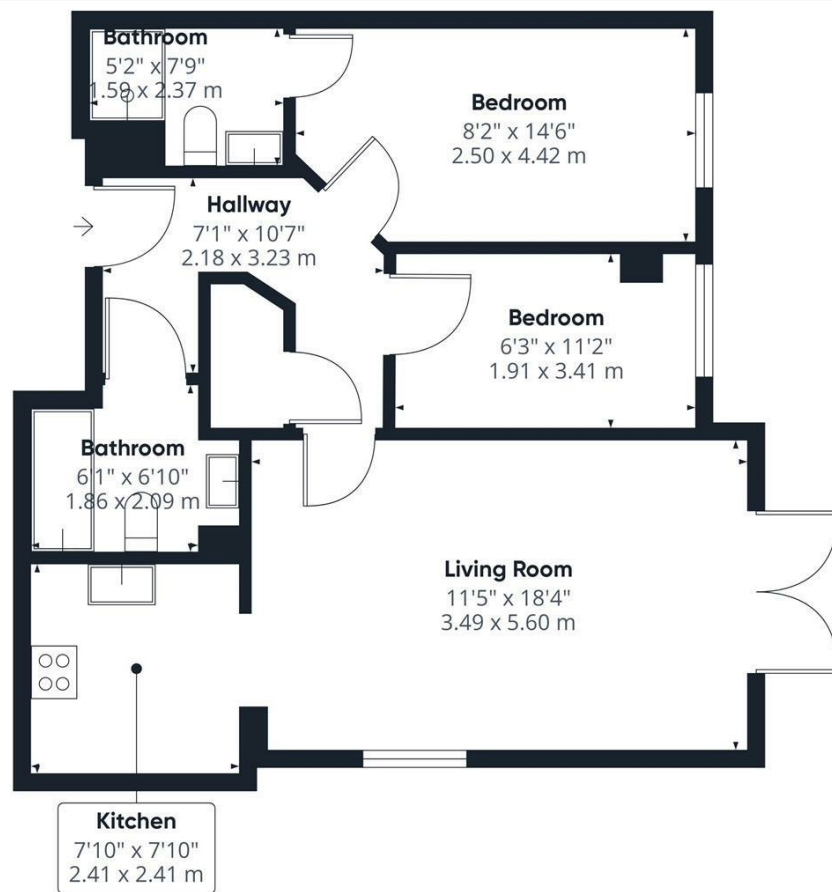 Bathroom
5'2" x 7'9"
1.59 x 2.37 m
Bedroom
8'2" x 14'6"
2.50 x 4.42 m
Hallway
7'1" x 10'7"
2.18 x 3.23 m
Bedroom
6'3" x 11'2"
1.91 x 3.41 m
Bathroom
6'1" x 6'10"
1.86 x 2.09 m
Living Room
11'5" x 18'4"
3.49 x 5.60 m
Kitchen
7'10" x 7'10"
2.41 x 2.41 m